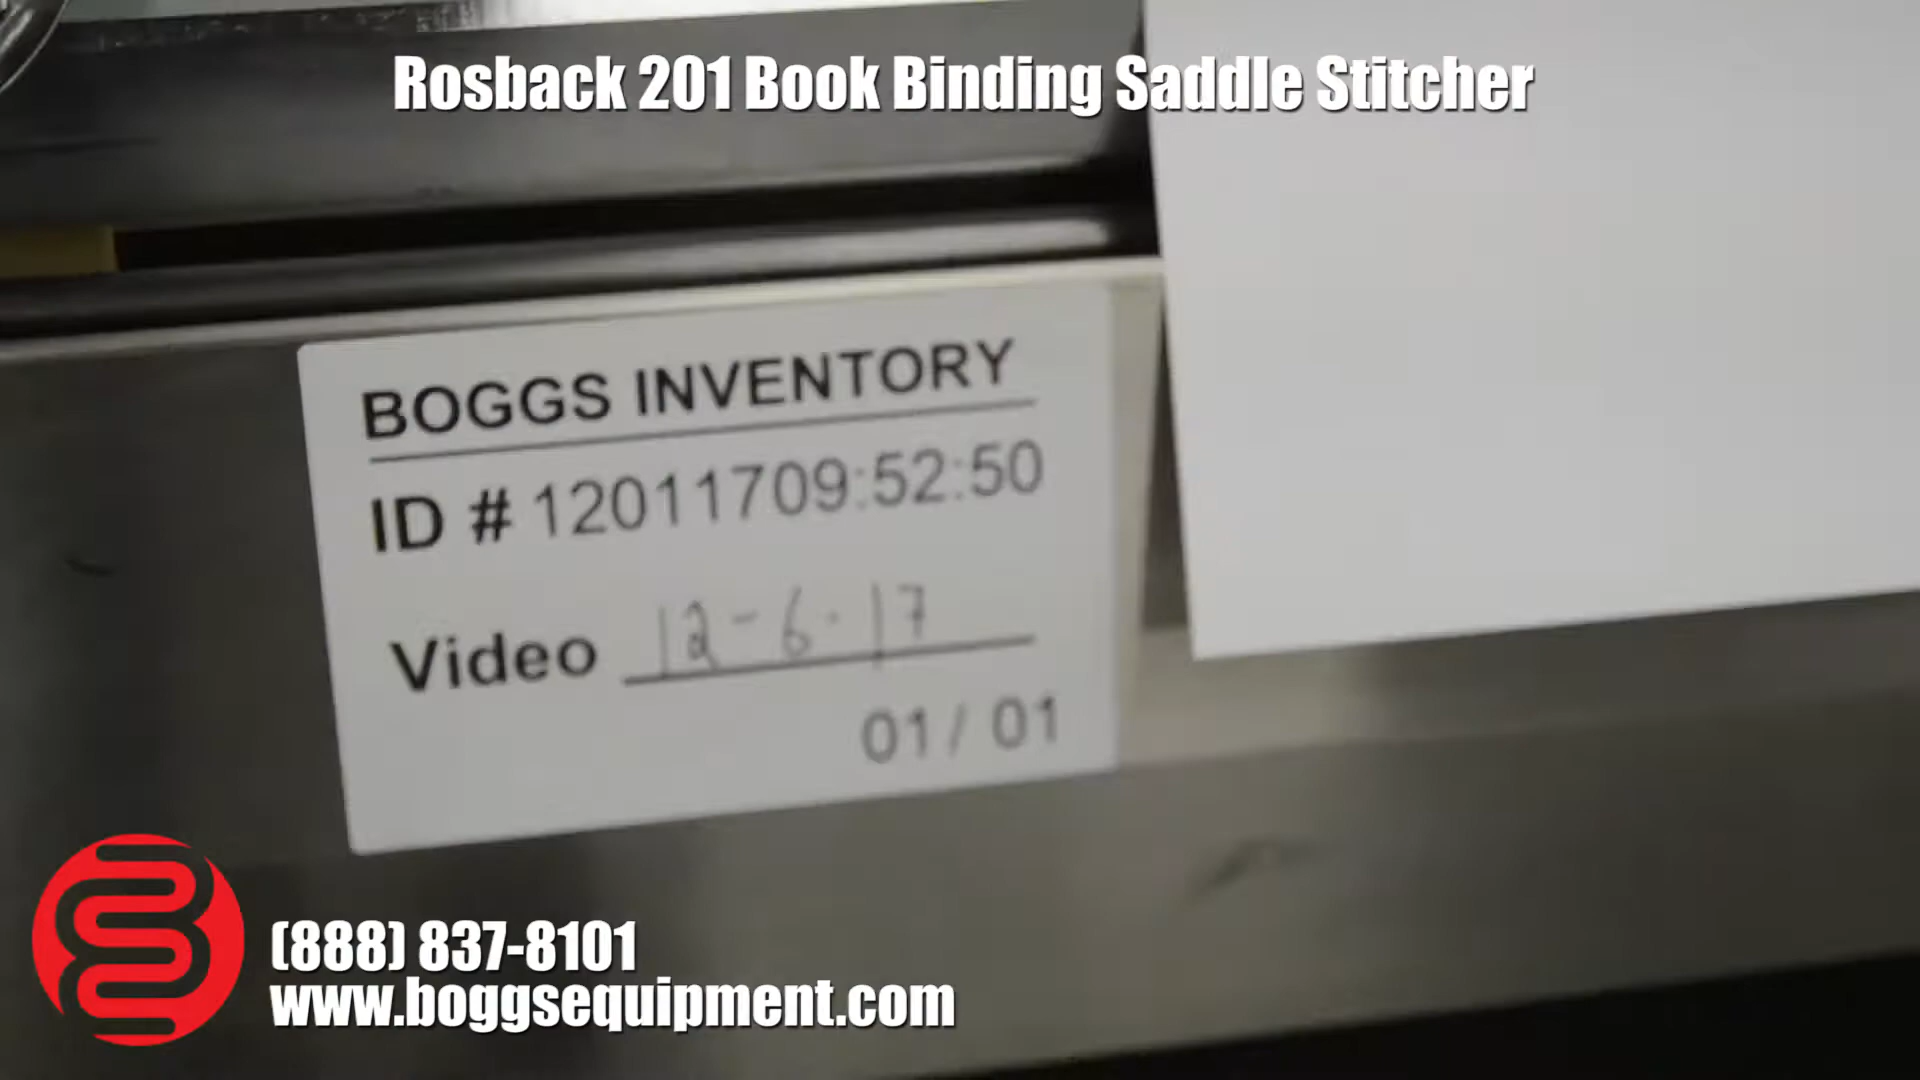 Rosback 201 Book Binding Saddle Stitcher
BOGGS INVENTORY
ID # 12011709:52:50
Video 12-6-17
01 / 01
(888) 837-8101
www.boggsequipment.com